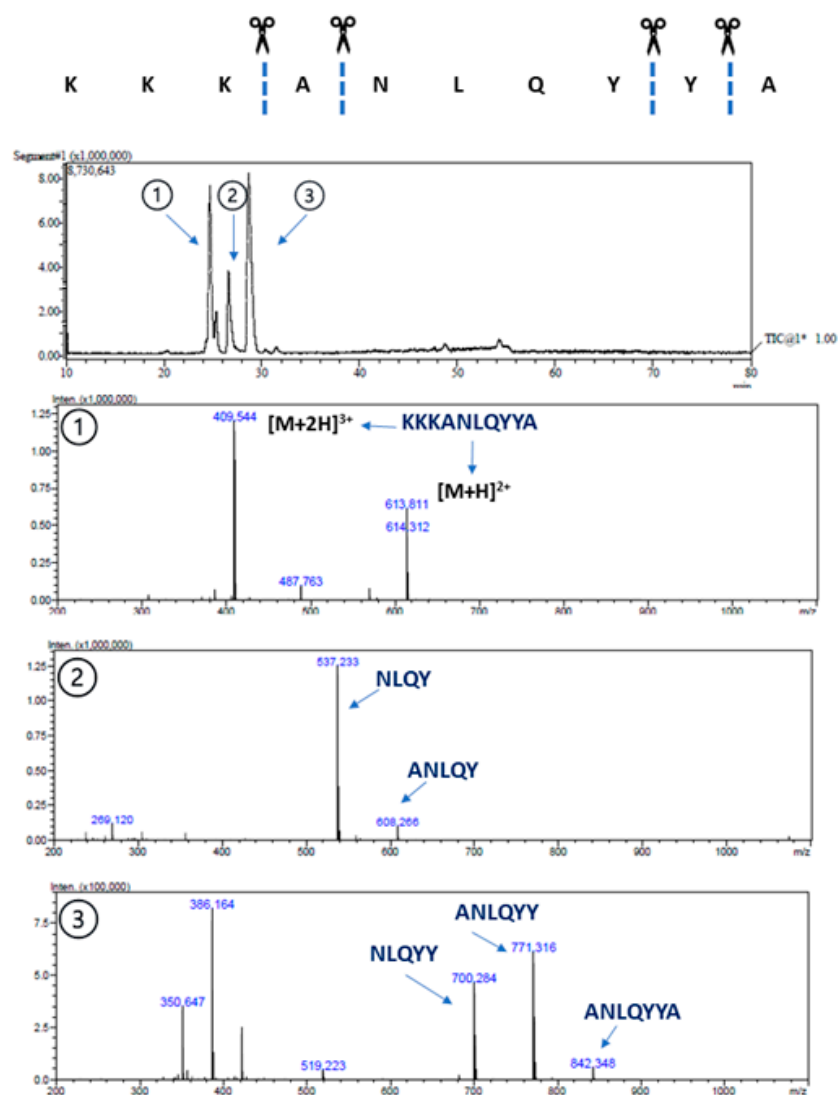 K K K A N L Q Y Y A
Segment#1 (x1,000,000)
8,730,643
8.00
6.00
4.00
2.00
0.00
1 2 3
TIC@1* 1.00
10 20 30 40 50 60 70 80
min
Inten. (x1,000,000)
1
1.25
1.00
0.75
0.50
0.25
0.00
409,544
[M+2H]3+
KKKANLQYYA
[M+H]2+
613,811
614,312
487,763
200 300 400 500 600 700 800 900 1000 m/z
Inten. (x1,000,000)
2
1.25
1.00
0.75
0.50
0.25
0.00
537,233
NLQY
ANLQY
608,266
269,120
200 300 400 500 600 700 800 900 1000 m/z
Inten. (x100,000)
3
7.5
5.0
2.5
0.0
386,164
ANLQYY
NLQYY
771,316
700,284
350,647
ANLQYYA
519,223
842,348
200 300 400 500 600 700 800 900 1000 m/z